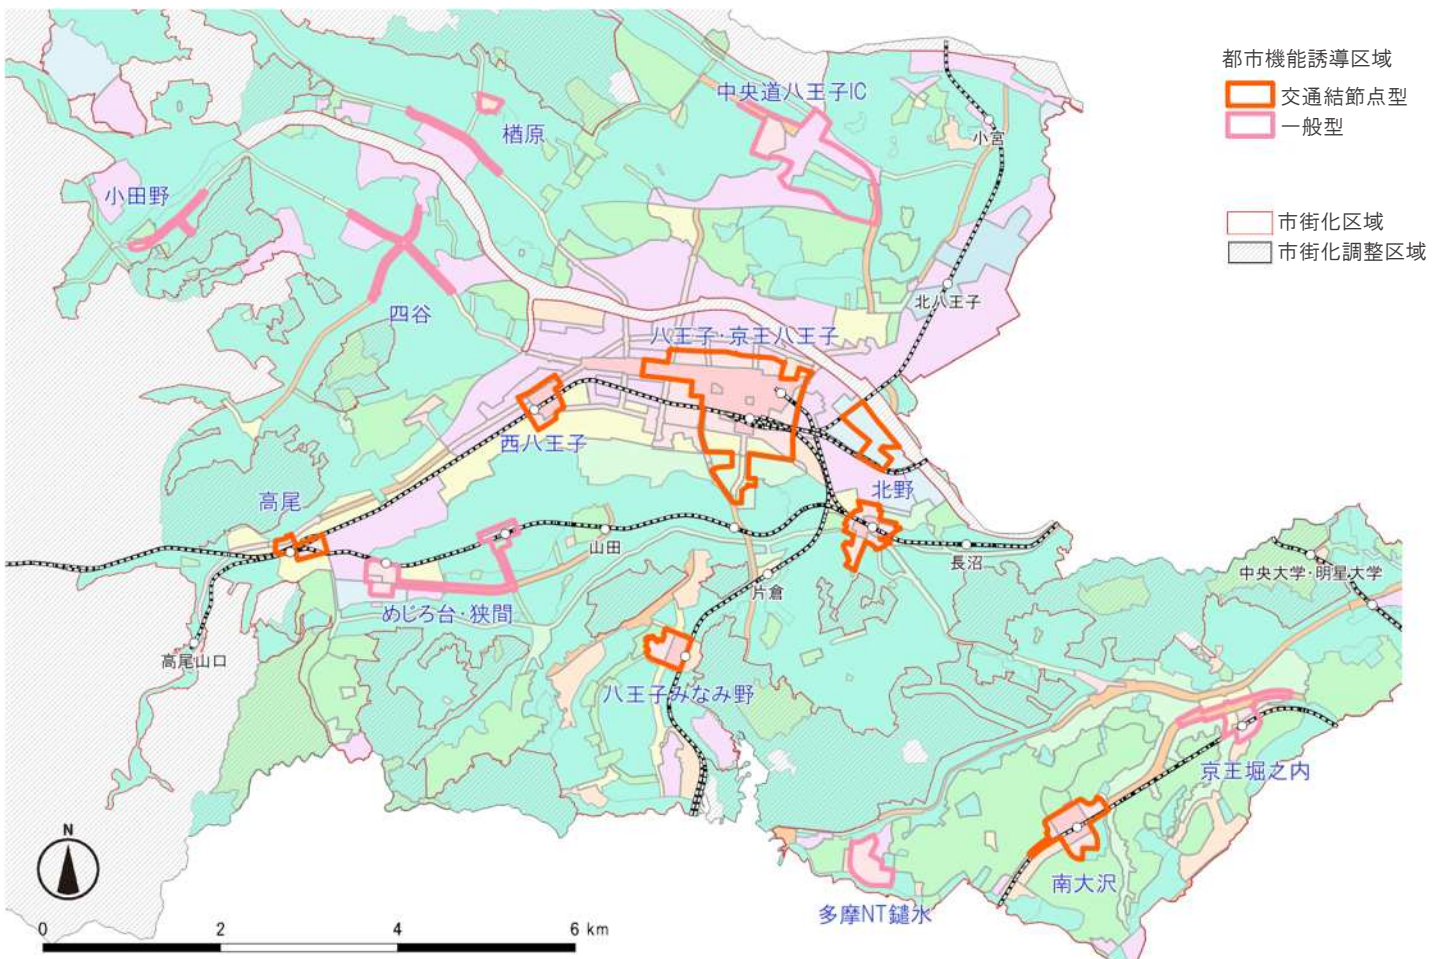 都市機能誘導区域
交通結節点型
一般型
市街化区域
市街化調整区域
中央道八王子IC
楢原
小宮
小田野
四谷
北八王子
八王子・京王八王子
西八王子
高尾
北野
山田
長沼
中央大学・明星大学
片倉
めじろ台・狭間
高尾山口
八王子みなみ野
京王堀之内
南大沢
多摩NT鑓水
N
0 2 4 6 km